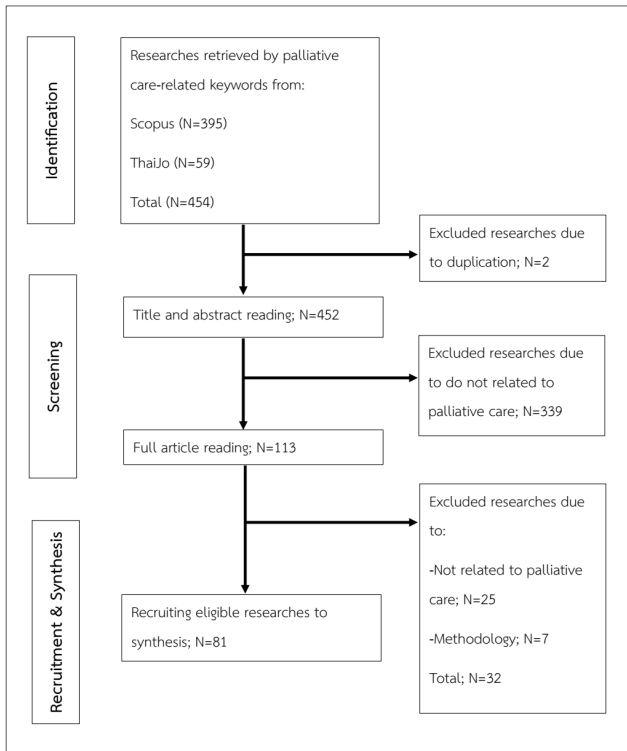 Identification
Researches retrieved by palliative
care-related keywords from:
Scopus (N=395)
ThaiJo (N=59)
Total (N=454)
Excluded researches due
to duplication; N=2
Screening
Title and abstract reading; N=452
Excluded researches due
to do not related to
palliative care; N=339
Full article reading; N=113
Recruitment & Synthesis
Excluded researches due
to:
-Not related to palliative
care; N=25
-Methodology; N=7
Total; N=32
Recruiting eligible researches to
synthesis; N=81